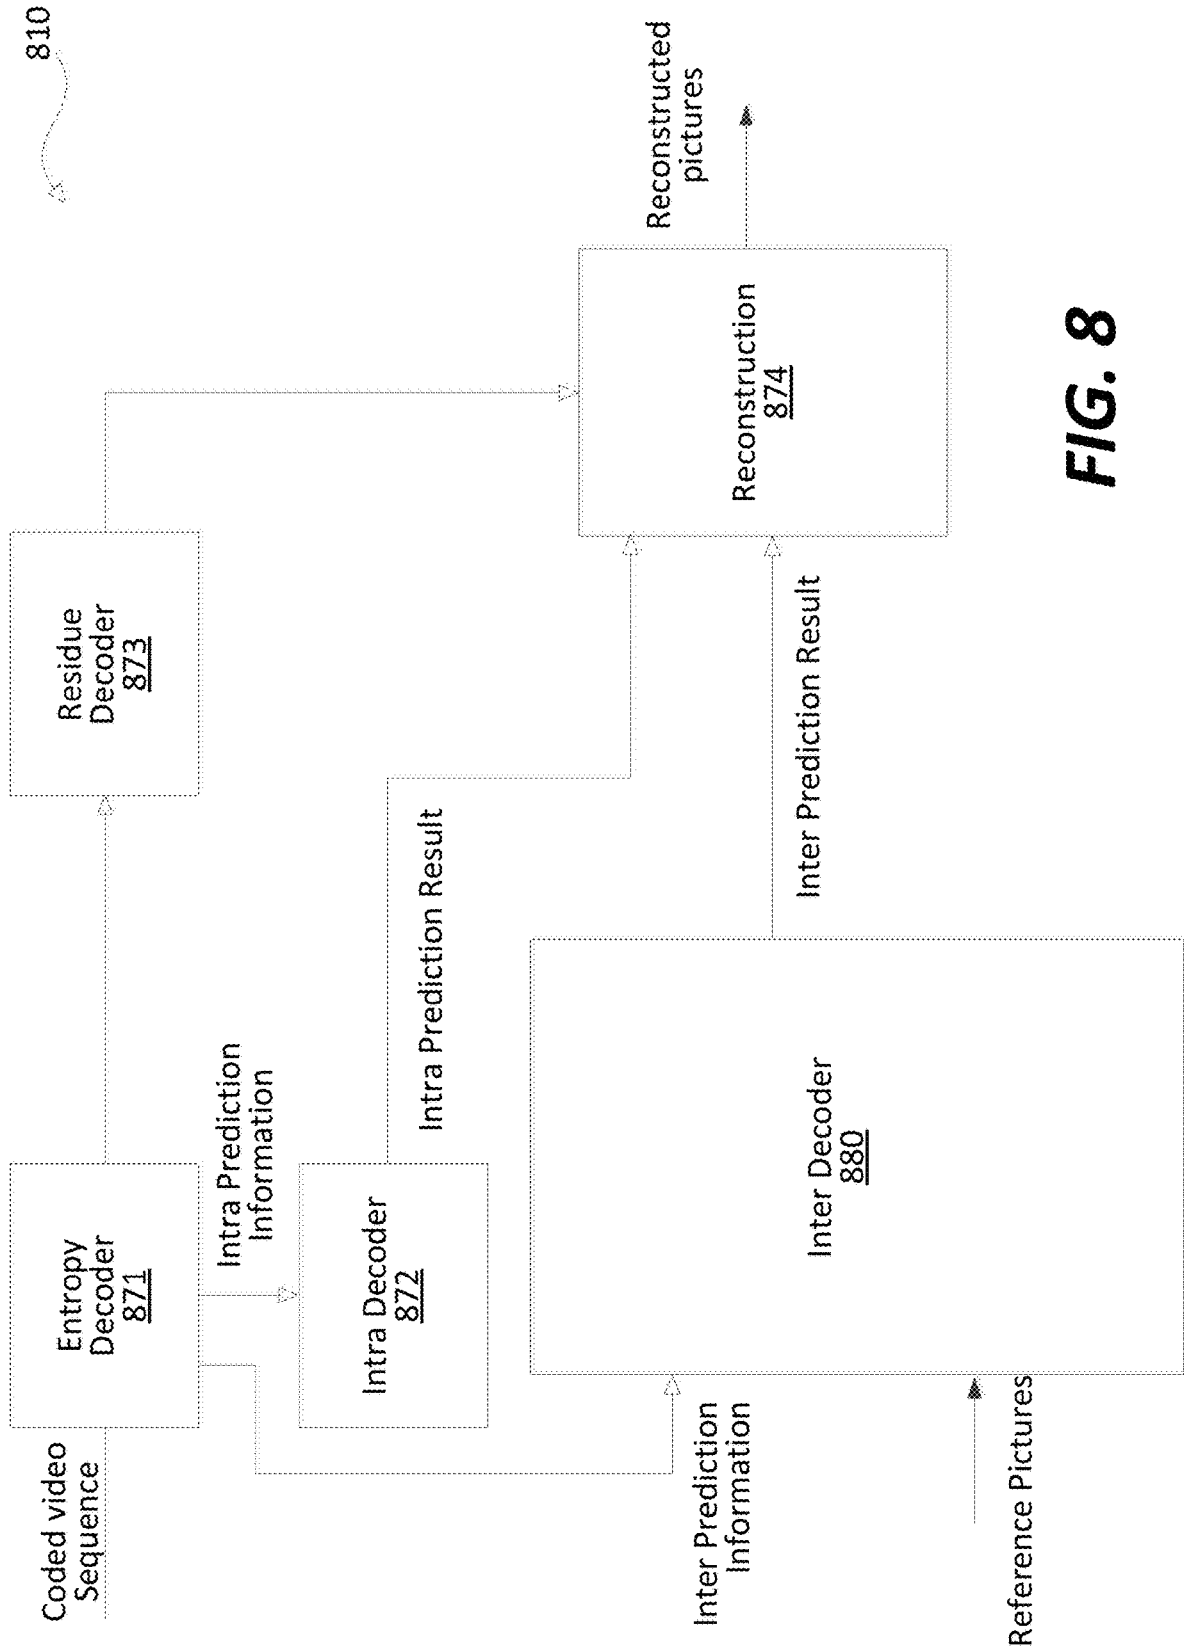 810
Coded video
Sequence
Entropy
Decoder
871
Residue
Decoder
873
Intra Prediction
Information
Intra Decoder
872
Intra Prediction Result
Reconstructed
pictures
Reconstruction
874
Inter Prediction
Information
Inter Decoder
880
Inter Prediction Result
Reference Pictures
FIG. 8